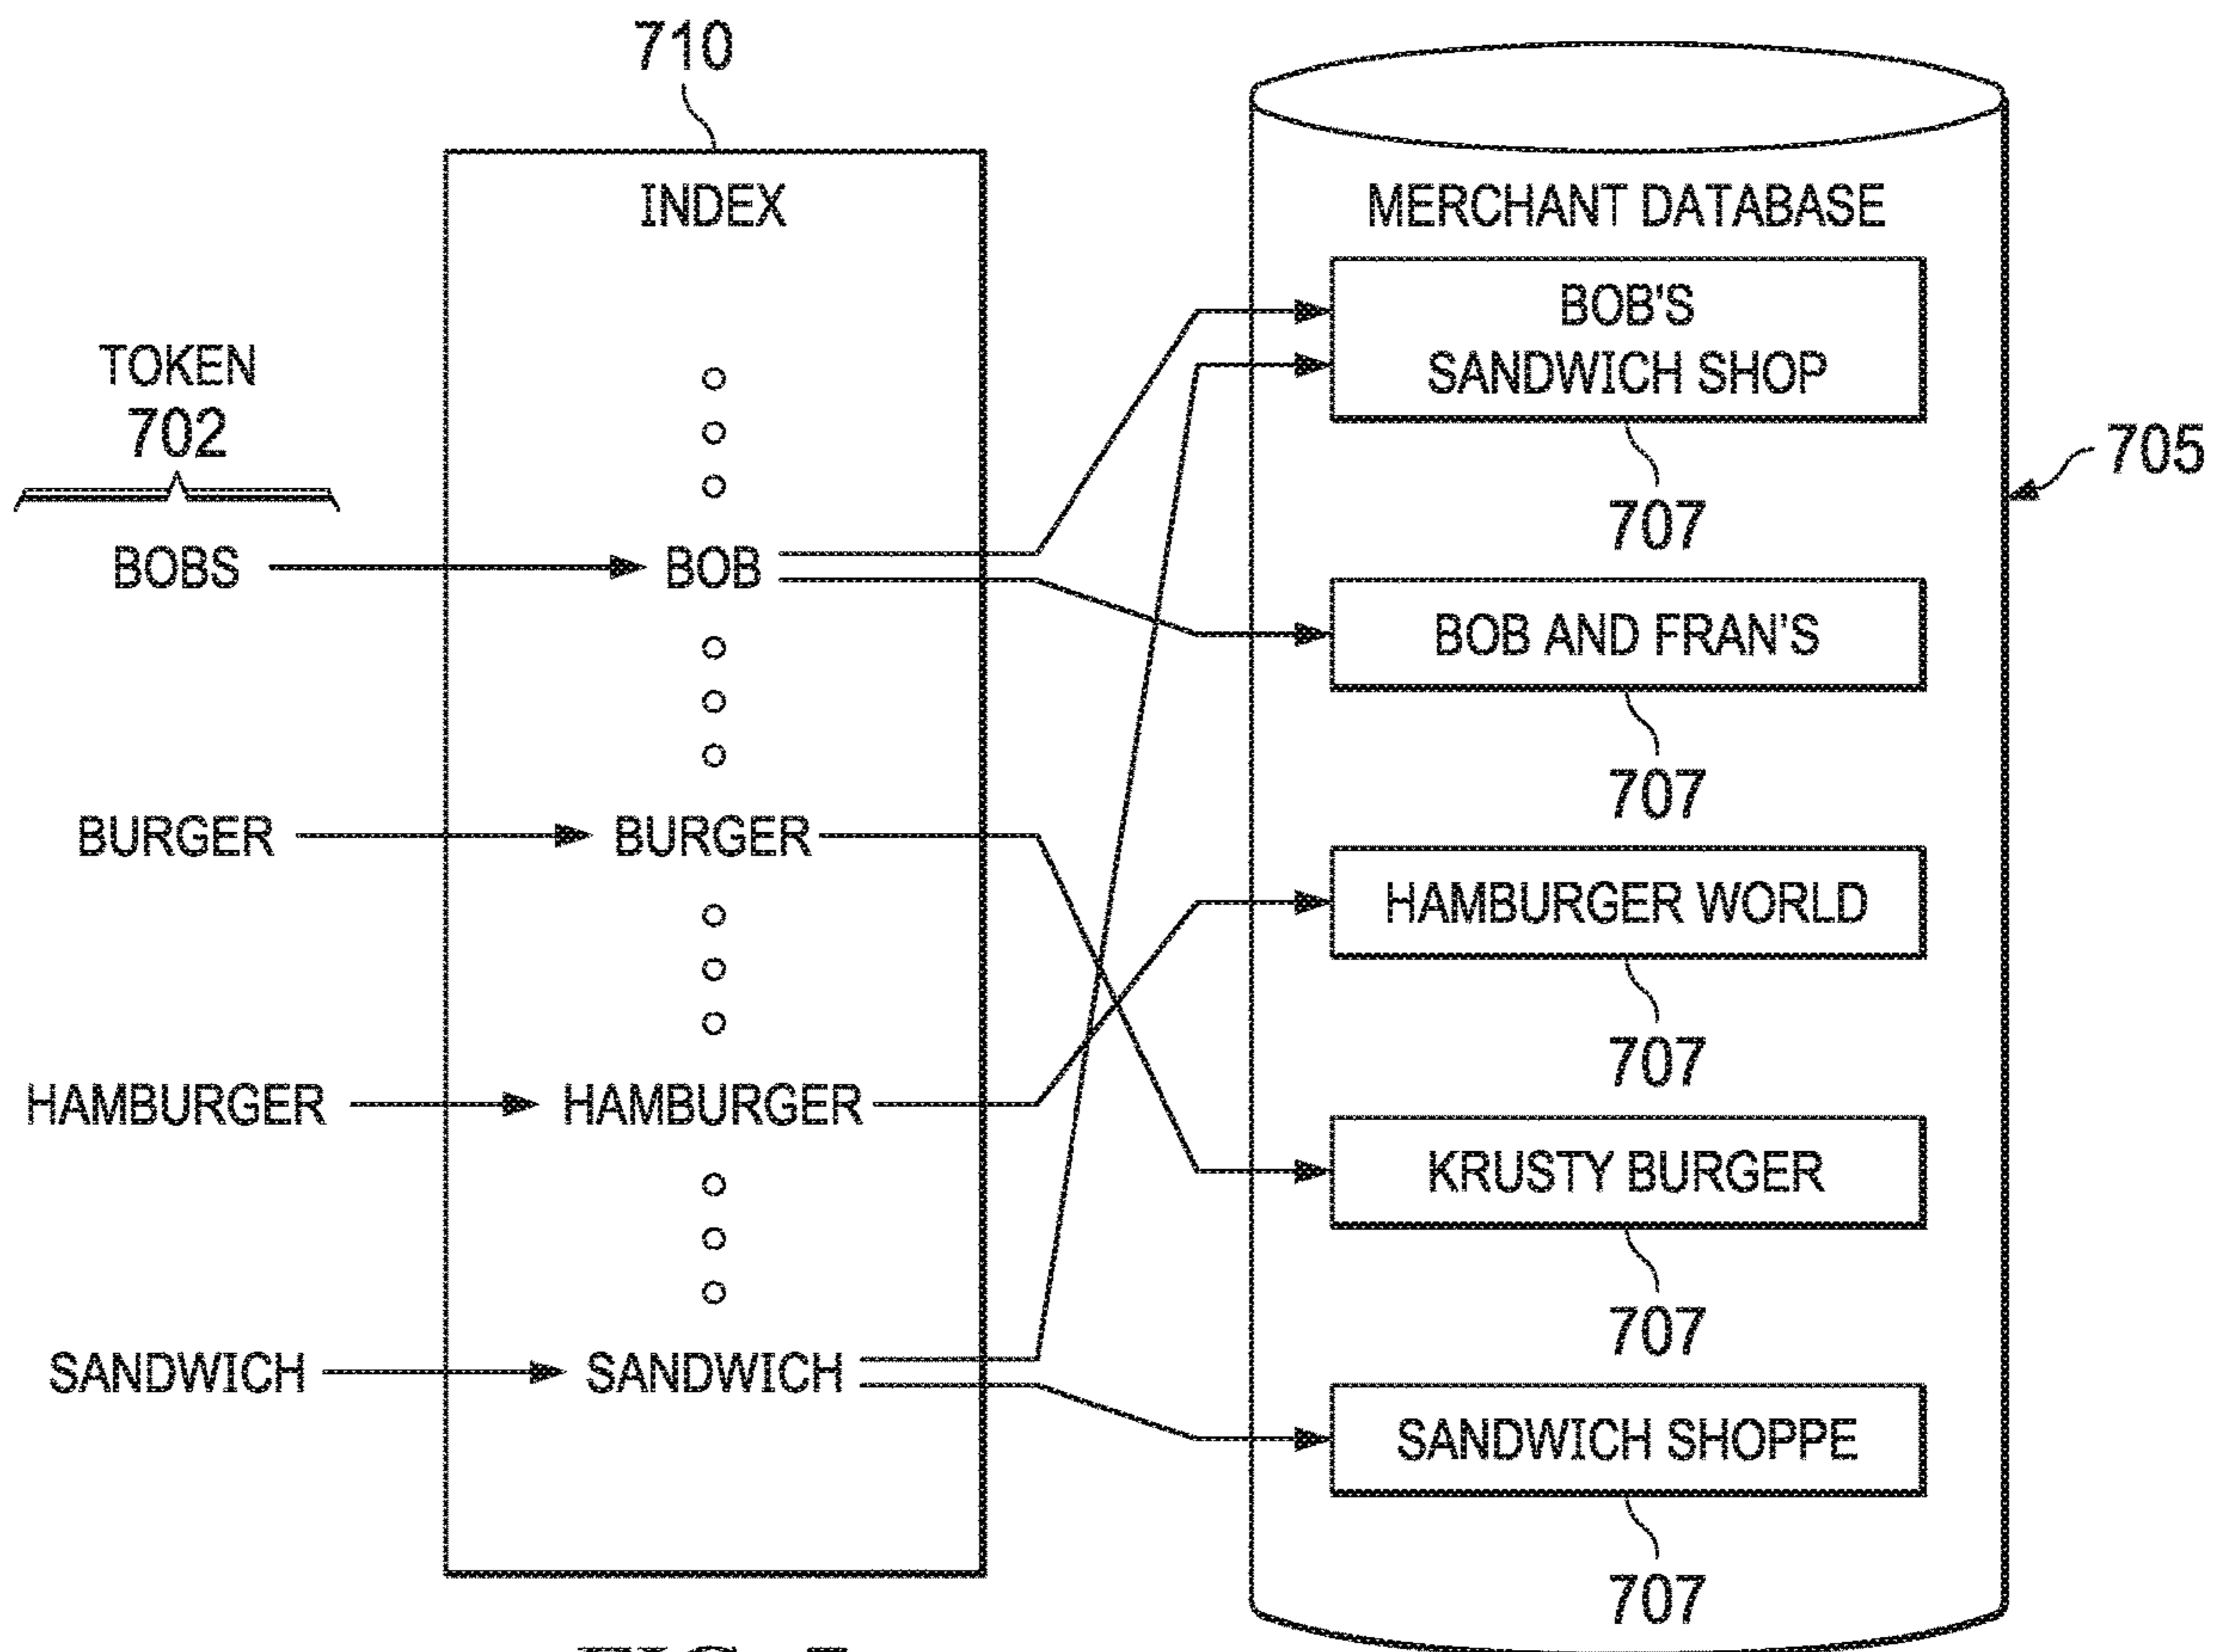 710
INDEX
MERCHANT DATABASE
BOB'S
SANDWICH SHOP
TOKEN
702
705
707
BOBS
BOB
BOB AND FRAN'S
707
BURGER
BURGER
HAMBURGER WORLD
707
HAMBURGER
HAMBURGER
KRUSTY BURGER
707
SANDWICH
SANDWICH
SANDWICH SHOPPE
707